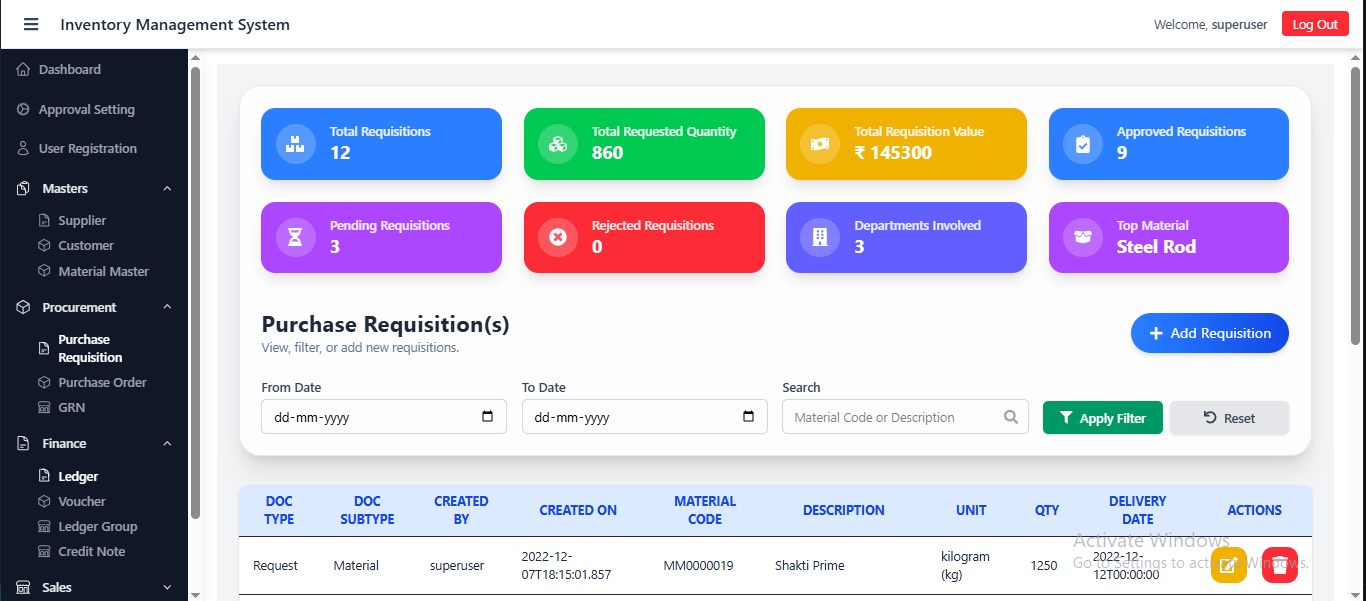 Inventory Management System
Welcome, superuser
Log Out
Dashboard
Approval Setting
User Registration
Masters
Supplier
Customer
Material Master
Procurement
Purchase
Requisition
Purchase Order
GRN
Finance
Ledger
Voucher
Ledger Group
Credit Note
Sales
Total Requisitions
12
Total Requested Quantity
860
Total Requisition Value
₹ 145300
Approved Requisitions
9
Pending Requisitions
3
Rejected Requisitions
0
Departments Involved
3
Top Material
Steel Rod
Purchase Requisition(s)
View, filter, or add new requisitions.
Add Requisition
From Date
dd-mm-yyyy
To Date
dd-mm-yyyy
Search
Material Code or Description
Apply Filter
Reset
DOC
TYPE
DOC
SUBTYPE
CREATED
BY
CREATED ON
MATERIAL
CODE
DESCRIPTION
UNIT
QTY
DELIVERY
DATE
ACTIONS
Request
Material
superuser
2022-12-
07T18:15:01.857
MM0000019
Shakti Prime
kilogram
(kg)
1250
2022-12-
12T00:00:00
Activate Windows
Go to Settings to activate Windows.